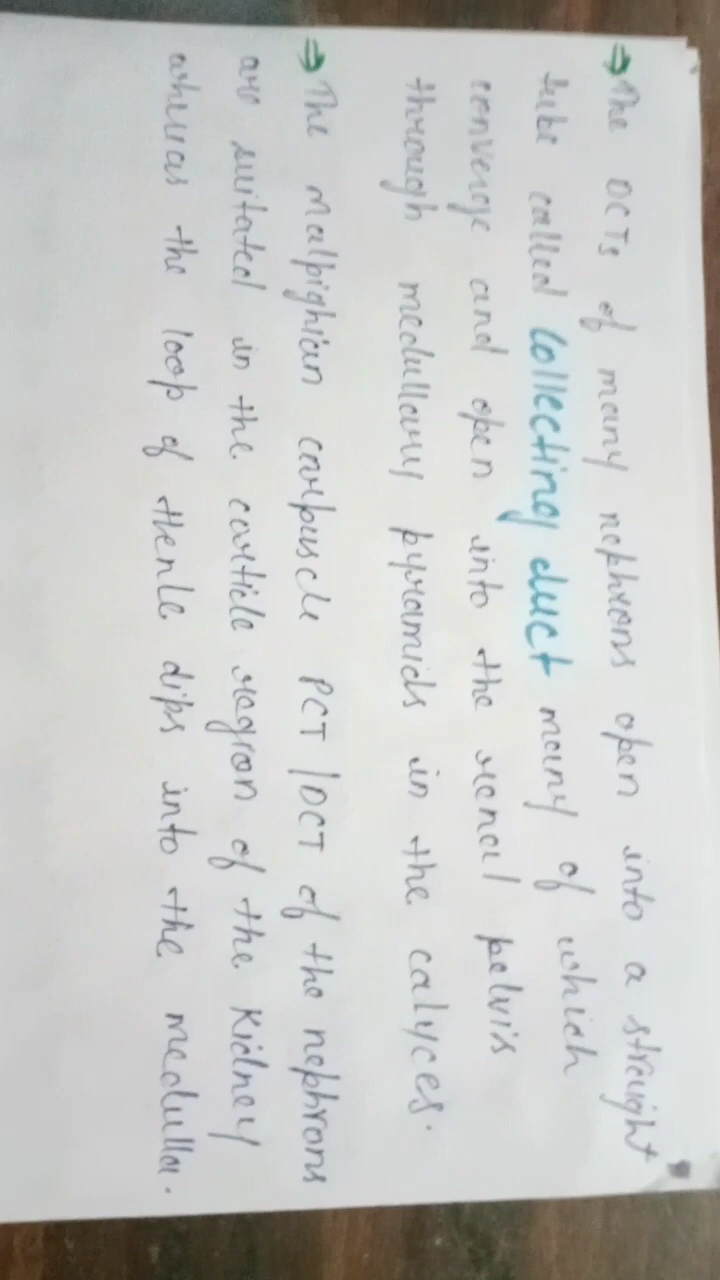 → The DCTs of many nephrons open into a straight
tube called collecting duct many of which
converge and open into the renal pelvis
through medullary pyramids in the calyces.
→ The malpighian corpuscle PCT / DCT of the nephrons
are suitated in the corticle region of the kidney
wheras the loop of Henle dips into the medulla.